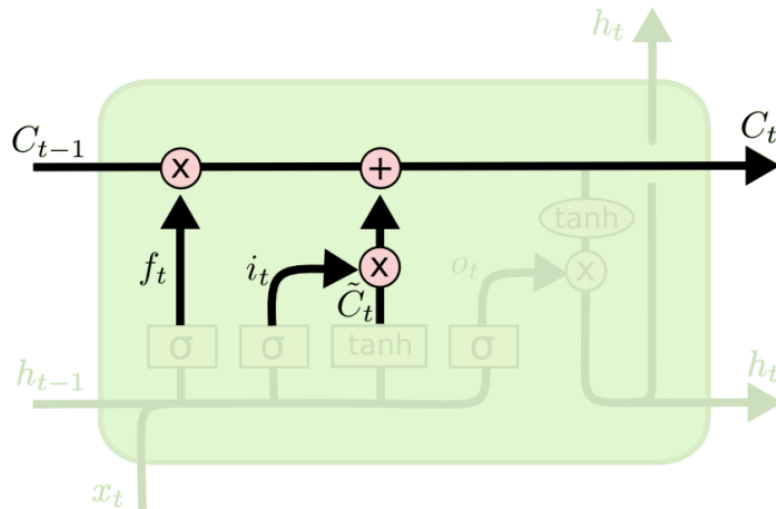 h_t
C_{t-1}
C_t
x
+
tanh
f_t
i_t
x
o_t
x
C̃_t
σ
σ
tanh
σ
h_{t-1}
h_t
x_t